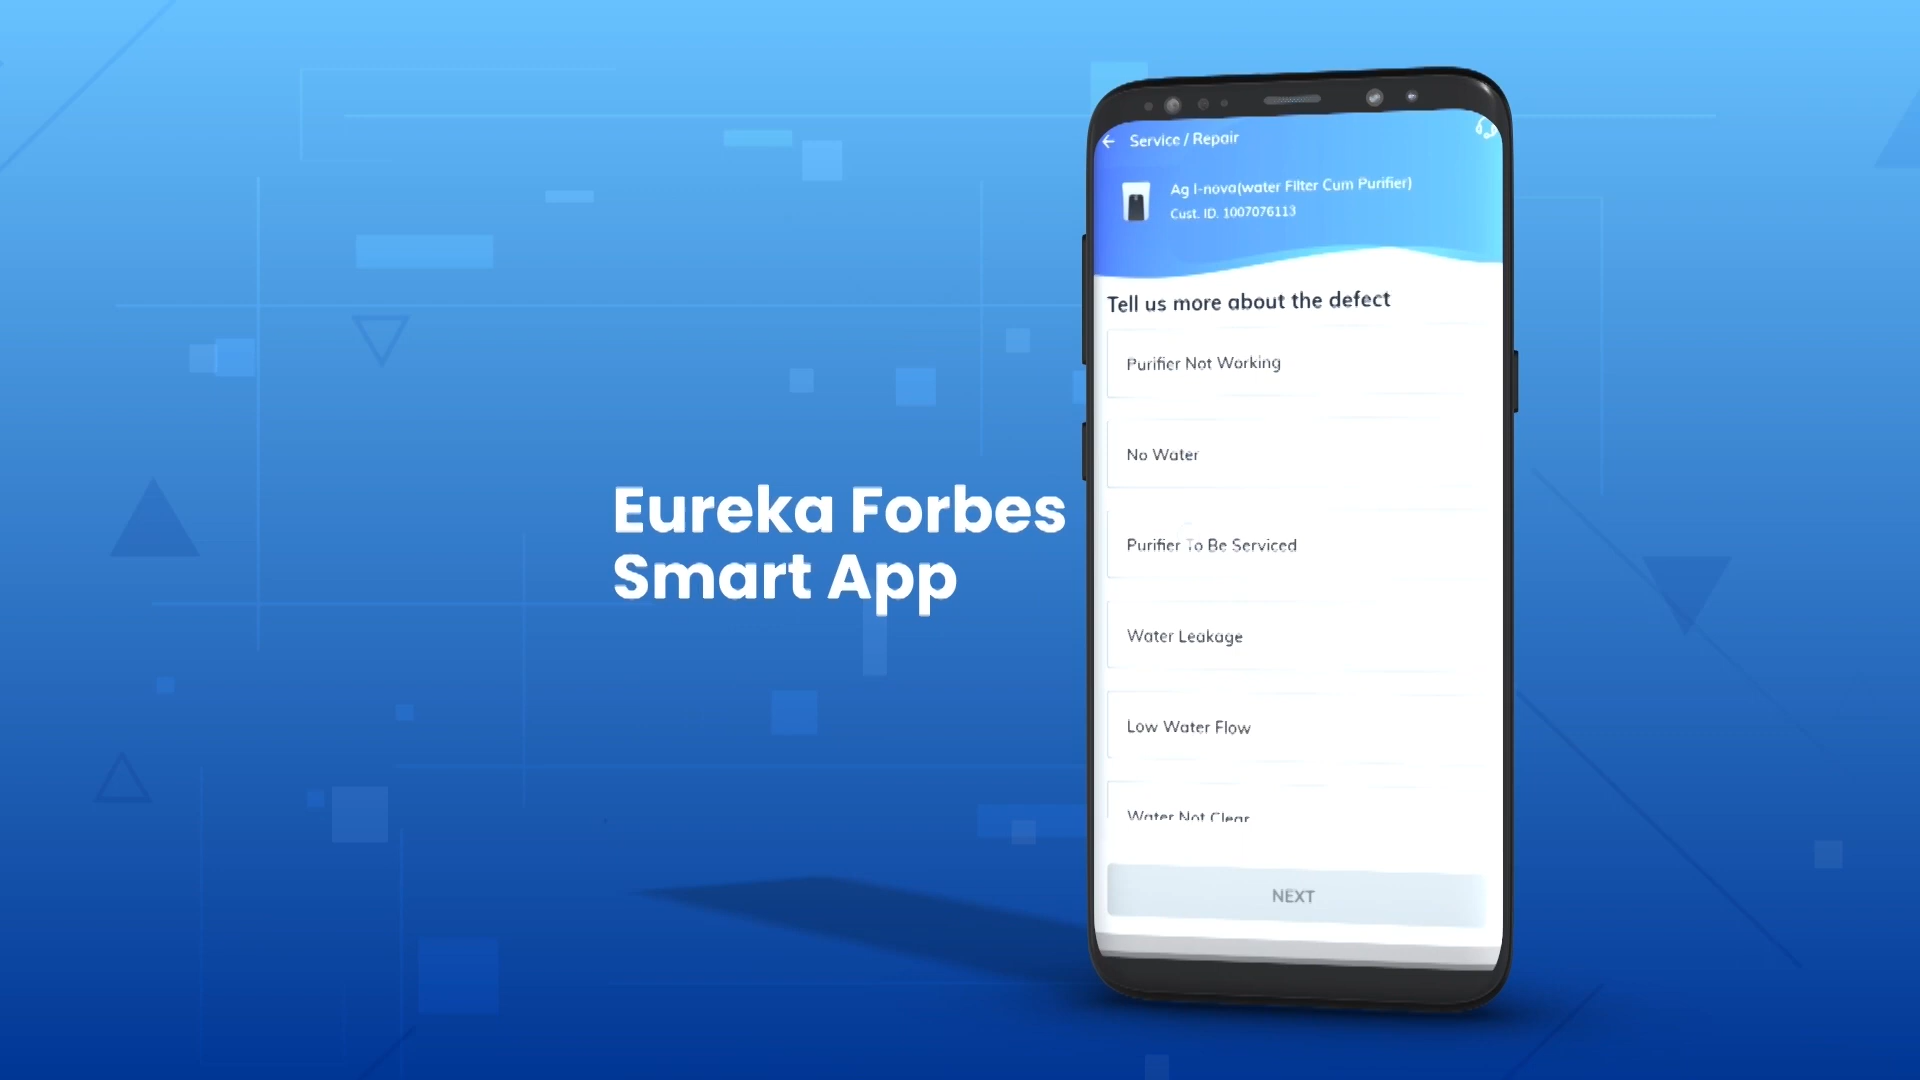 Eureka Forbes
Smart App
Service / Repair
Ag I-nova(water Filter Cum Purifier)
Cust. ID. 1007076113
Tell us more about the defect
Purifier Not Working
No Water
Purifier To Be Serviced
Water Leakage
Low Water Flow
Water Not Clear
NEXT